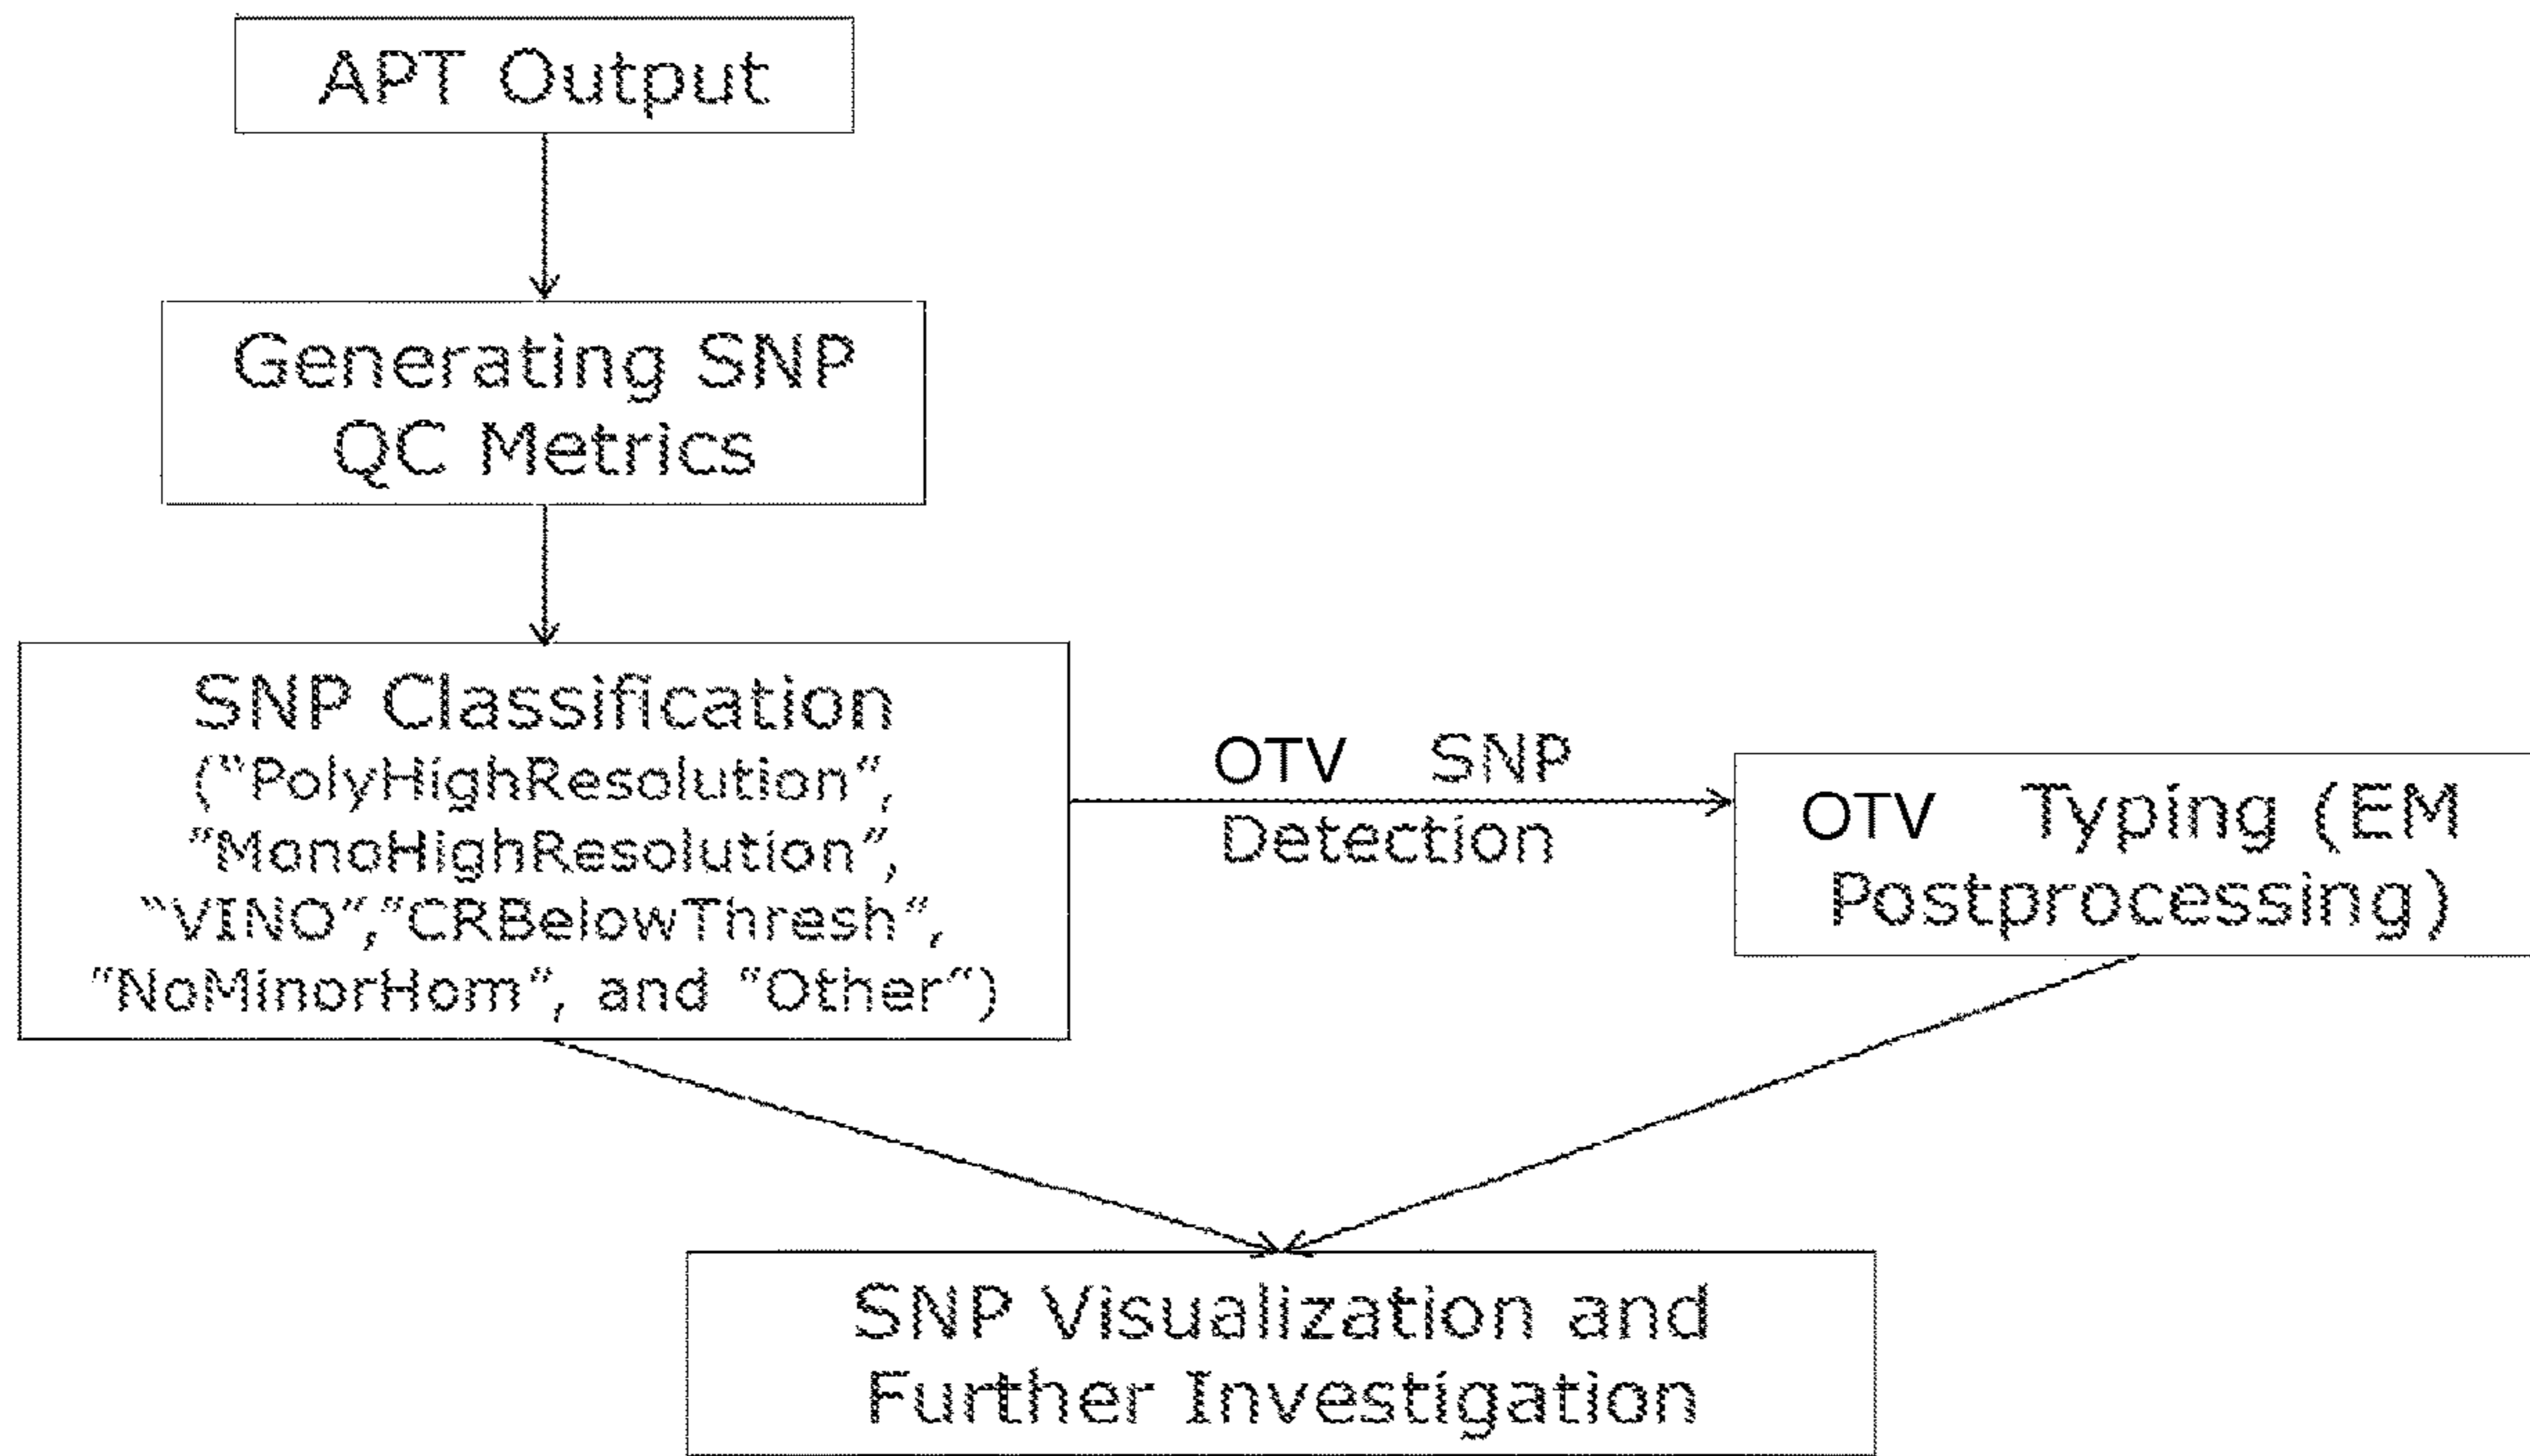 APT Output
Generating SNP
QC Metrics
SNP Classification
(“PolyHighResolution”,
”MonoHighResolution”,
“VINO”,”CRBelowThresh”,
”NoMinorHom”, and “Other“)
OTV SNP
Detection
OTV Typing (EM
Postprocessing)
SNP Visualization and
Further Investigation